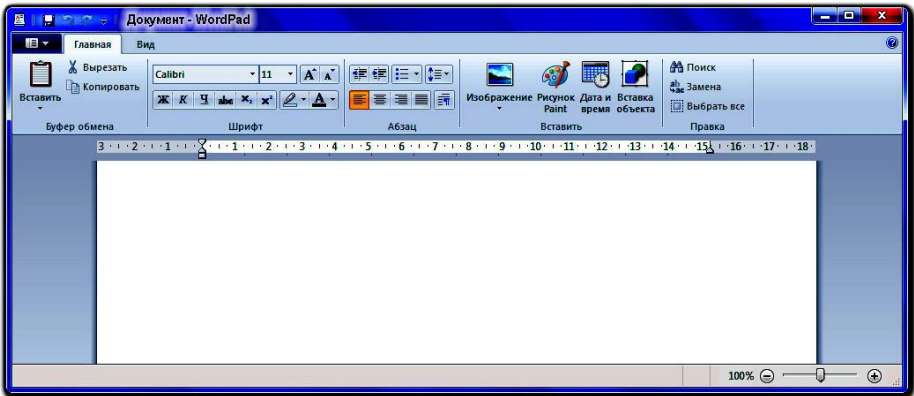 Документ - WordPad
Главная Вид
Вставить
Вырезать
Копировать
Буфер обмена
Calibri 11
Ж К Ч abc X₂ X²
Шрифт
Абзац
Изображение
Рисунок Paint
Дата и время
Вставка объекта
Вставить
Поиск
Замена
Выбрать все
Правка
3 2 1 1 2 3 4 5 6 7 8 9 10 11 12 13 14 15 16 17 18
100%